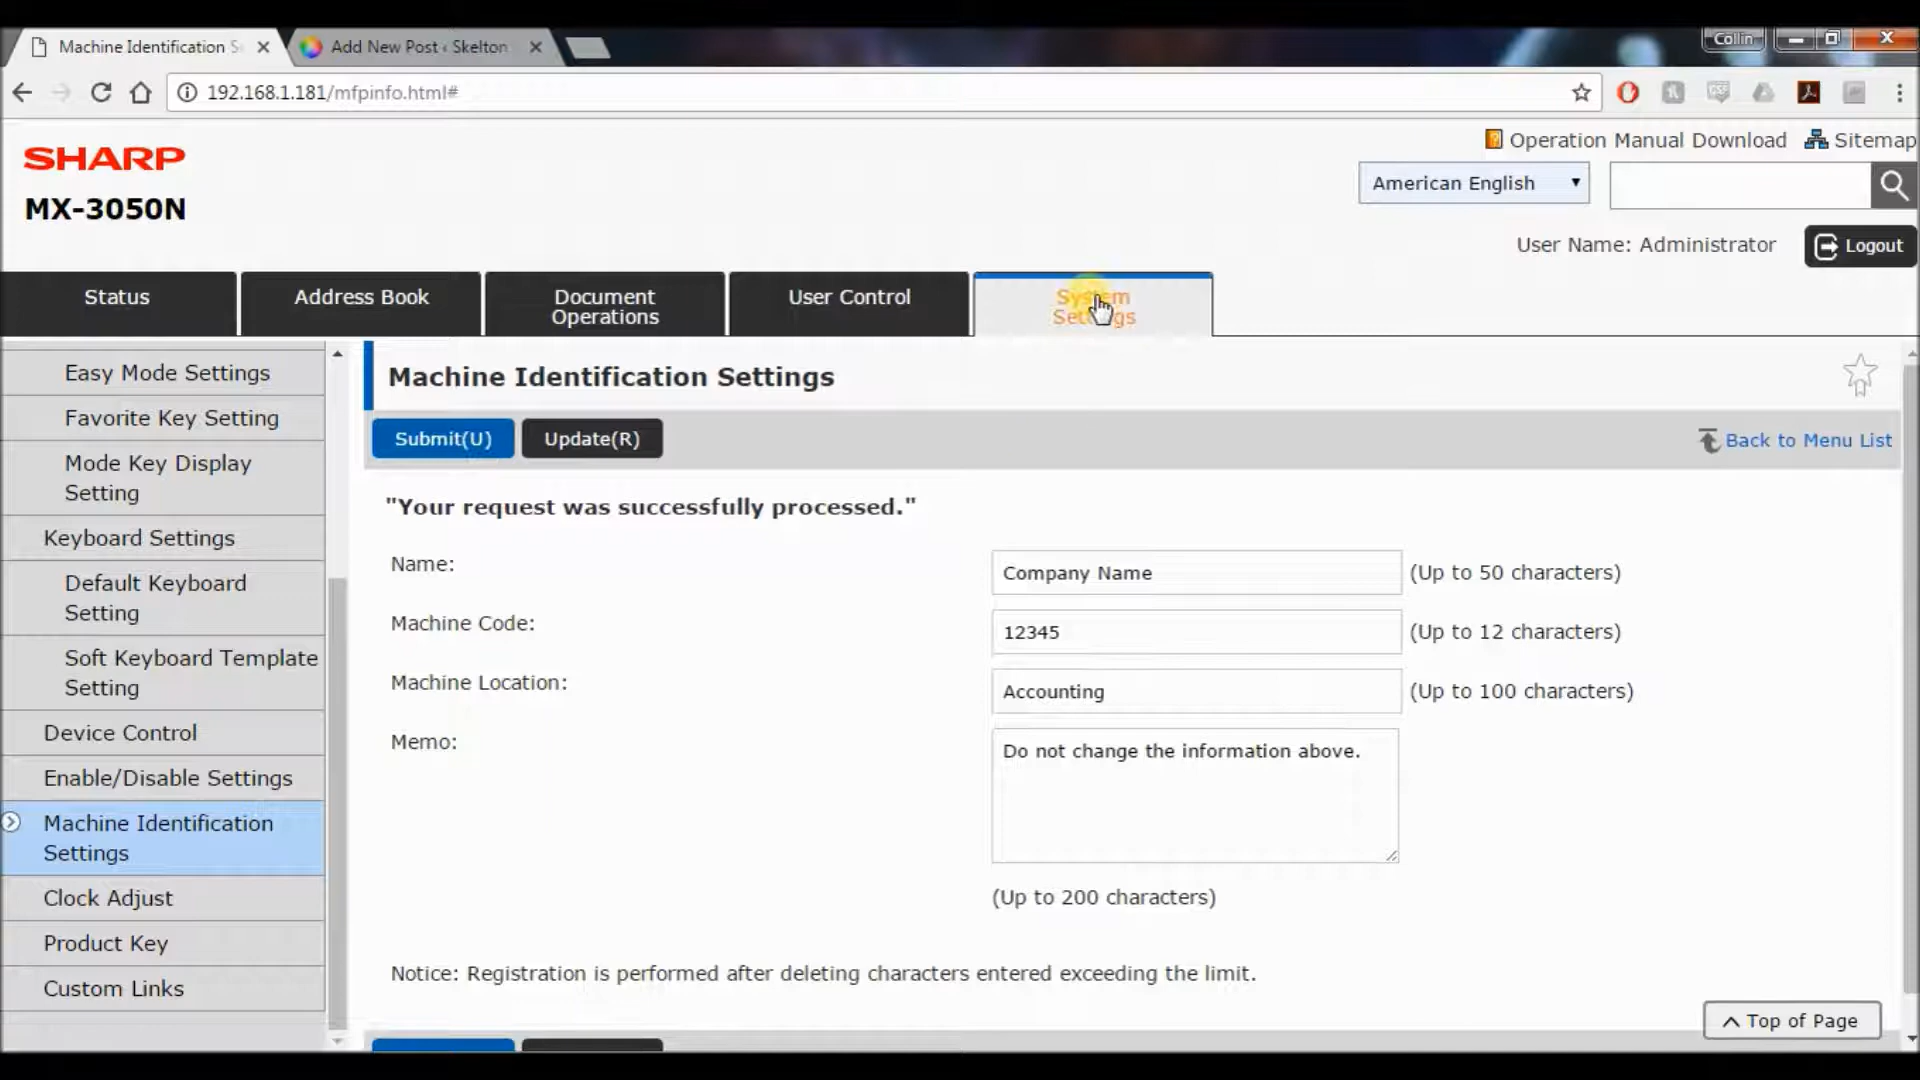 Machine Identification S
Add New Post ‹ Skelton
Collin
192.168.1.181/mfpinfo.html#
Operation Manual Download
Sitemap
SHARP
MX-3050N
American English
User Name: Administrator
Logout
Status
Address Book
Document
Operations
User Control
System
Settings
Easy Mode Settings
Favorite Key Setting
Mode Key Display
Setting
Keyboard Settings
Default Keyboard
Setting
Soft Keyboard Template
Setting
Device Control
Enable/Disable Settings
Machine Identification
Settings
Clock Adjust
Product Key
Custom Links
Machine Identification Settings
Submit(U)
Update(R)
Back to Menu List
"Your request was successfully processed."
Name:
Company Name
(Up to 50 characters)
Machine Code:
12345
(Up to 12 characters)
Machine Location:
Accounting
(Up to 100 characters)
Memo:
Do not change the information above.
(Up to 200 characters)
Notice: Registration is performed after deleting characters entered exceeding the limit.
Top of Page